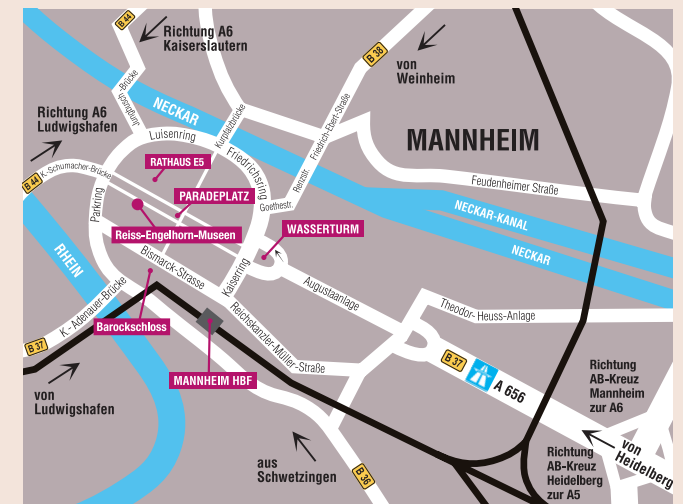 B 44
Richtung A6
Kaiserslautern
B 38
von
Weinheim
Jungbusch-Brücke
NECKAR
Kurpfalzbrücke
Friedrich-Ebert-Straße
Richtung A6
Ludwigshafen
Luisenring
MANNHEIM
RATHAUS E5
Friedrichsring
Renzstr.
K.-Schumacher-Brücke
B 44
Feudenheimer Straße
PARADEPLATZ
Goethestr.
Parkring
NECKAR-KANAL
Reiss-Engelhorn-Museen
WASSERTURM
NECKAR
RHEIN
Bismarck-Strasse
Kaiserring
Augustaanlage
K.-Adenauer-Brücke
Theodor- Heuss-Anlage
Barockschloss
Reichskanzler-Müller-Straße
B 37
B 37
A 656
MANNHEIM HBF
Richtung
AB-Kreuz
Mannheim
zur A6
von
Ludwigshafen
von
Heidelberg
aus
Schwetzingen
B 36
Richtung
AB-Kreuz
Heidelberg
zur A5